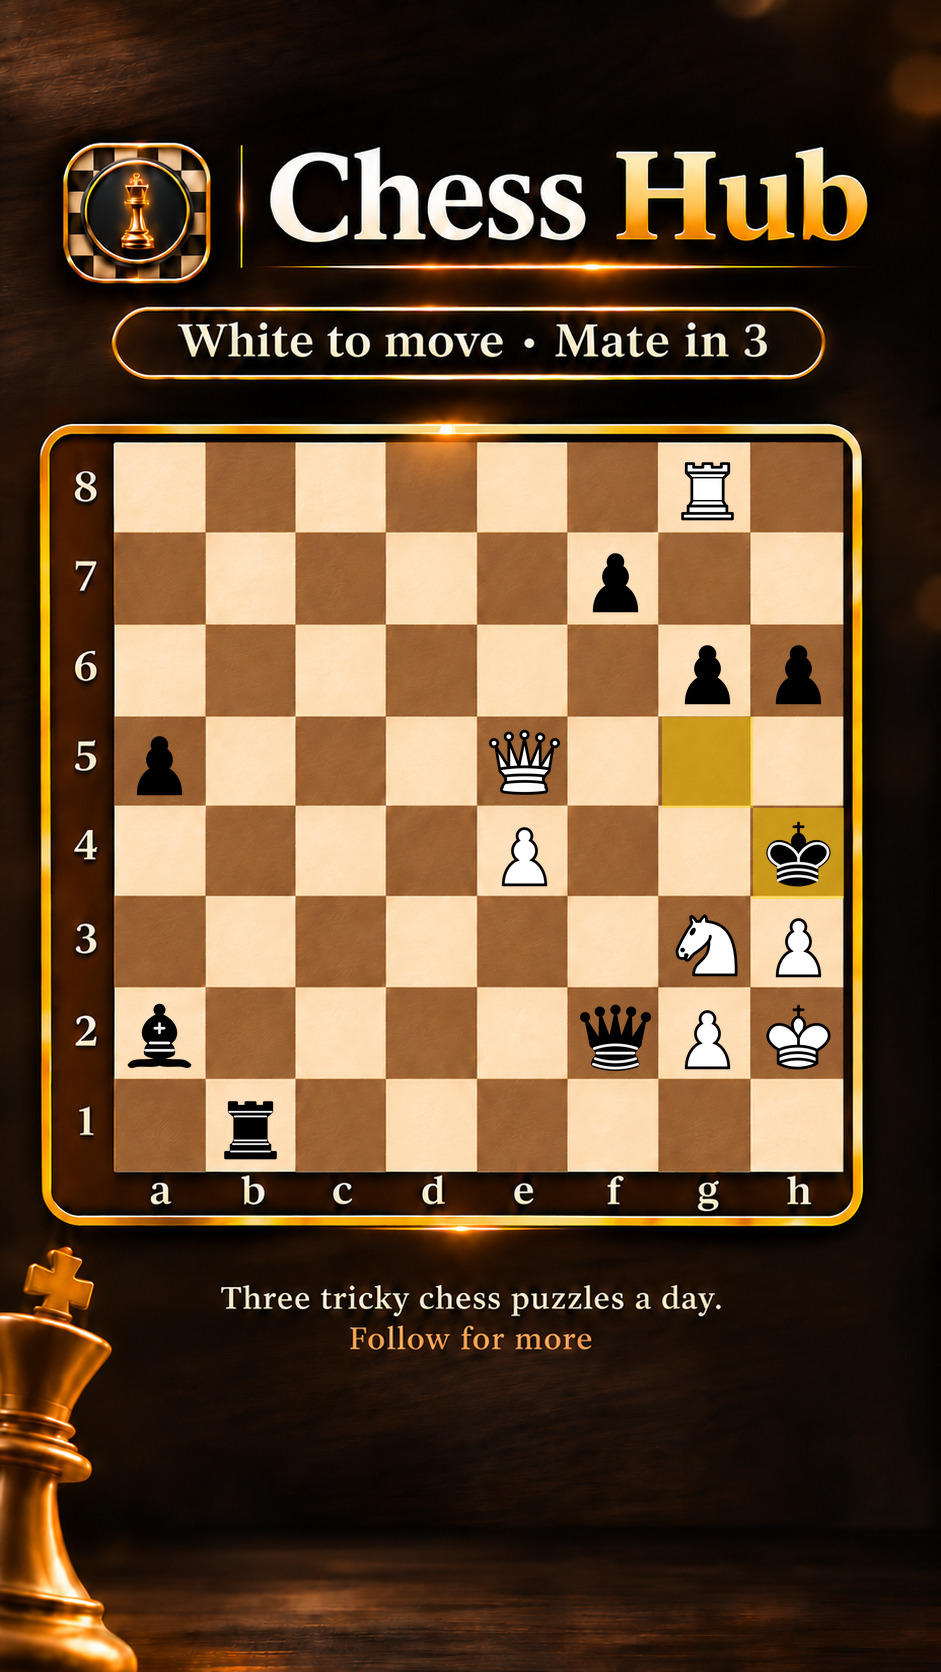 Chess Hub
White to move • Mate in 3
8
7
6
5
4
3
2
1
a b c d e f g h
Three tricky chess puzzles a day.
Follow for more